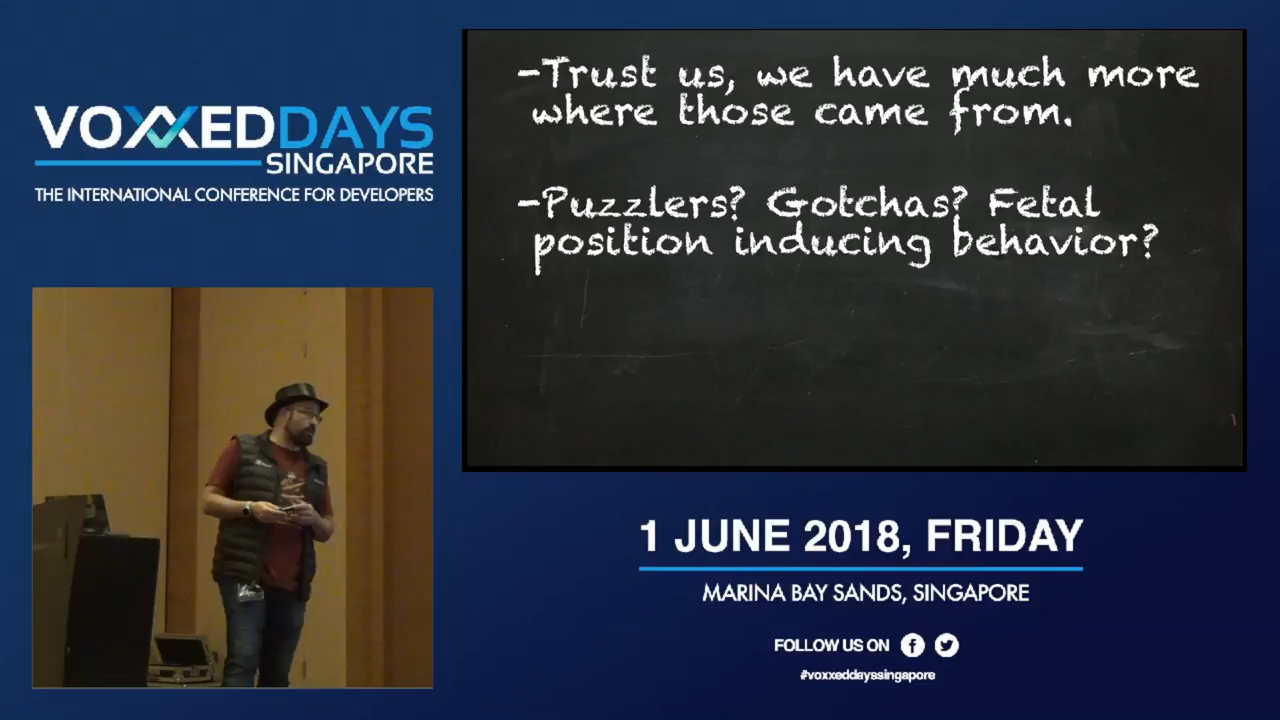 VOXXEDDAYS
SINGAPORE
THE INTERNATIONAL CONFERENCE FOR DEVELOPERS
-Trust us, we have much more
where those came from.
-Puzzlers? Gotchas? Fetal
position inducing behavior?
1 JUNE 2018, FRIDAY
MARINA BAY SANDS, SINGAPORE
FOLLOW US ON
#voxxeddayssingapore